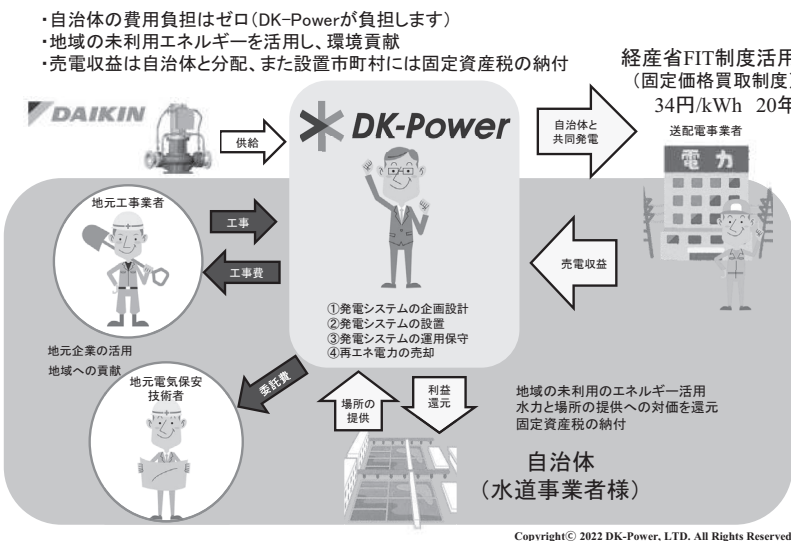 ・自治体の費用負担はゼロ(DK-Powerが負担します)
・地域の未利用エネルギーを活用し、環境貢献
・売電収益は自治体と分配、また設置市町村には固定資産税の納付
経産省FIT制度活用
(固定価格買取制度)
34円/kWh 20年
DAIKIN
供給
DK-Power
自治体と
共同発電
送配電事業者
電力
地元工事業者
工事
工事費
売電収益
①発電システムの企画設計
②発電システムの設置
③発電システムの運用保守
④再エネ電力の売却
地元企業の活用
地域への貢献
地元電気保安
技術者
委託費
場所の
提供
利益
還元
地域の未利用のエネルギー活用
水力と場所の提供への対価を還元
固定資産税の納付
自治体
(水道事業者様)
Copyright© 2022 DK-Power, LTD. All Rights Reserved